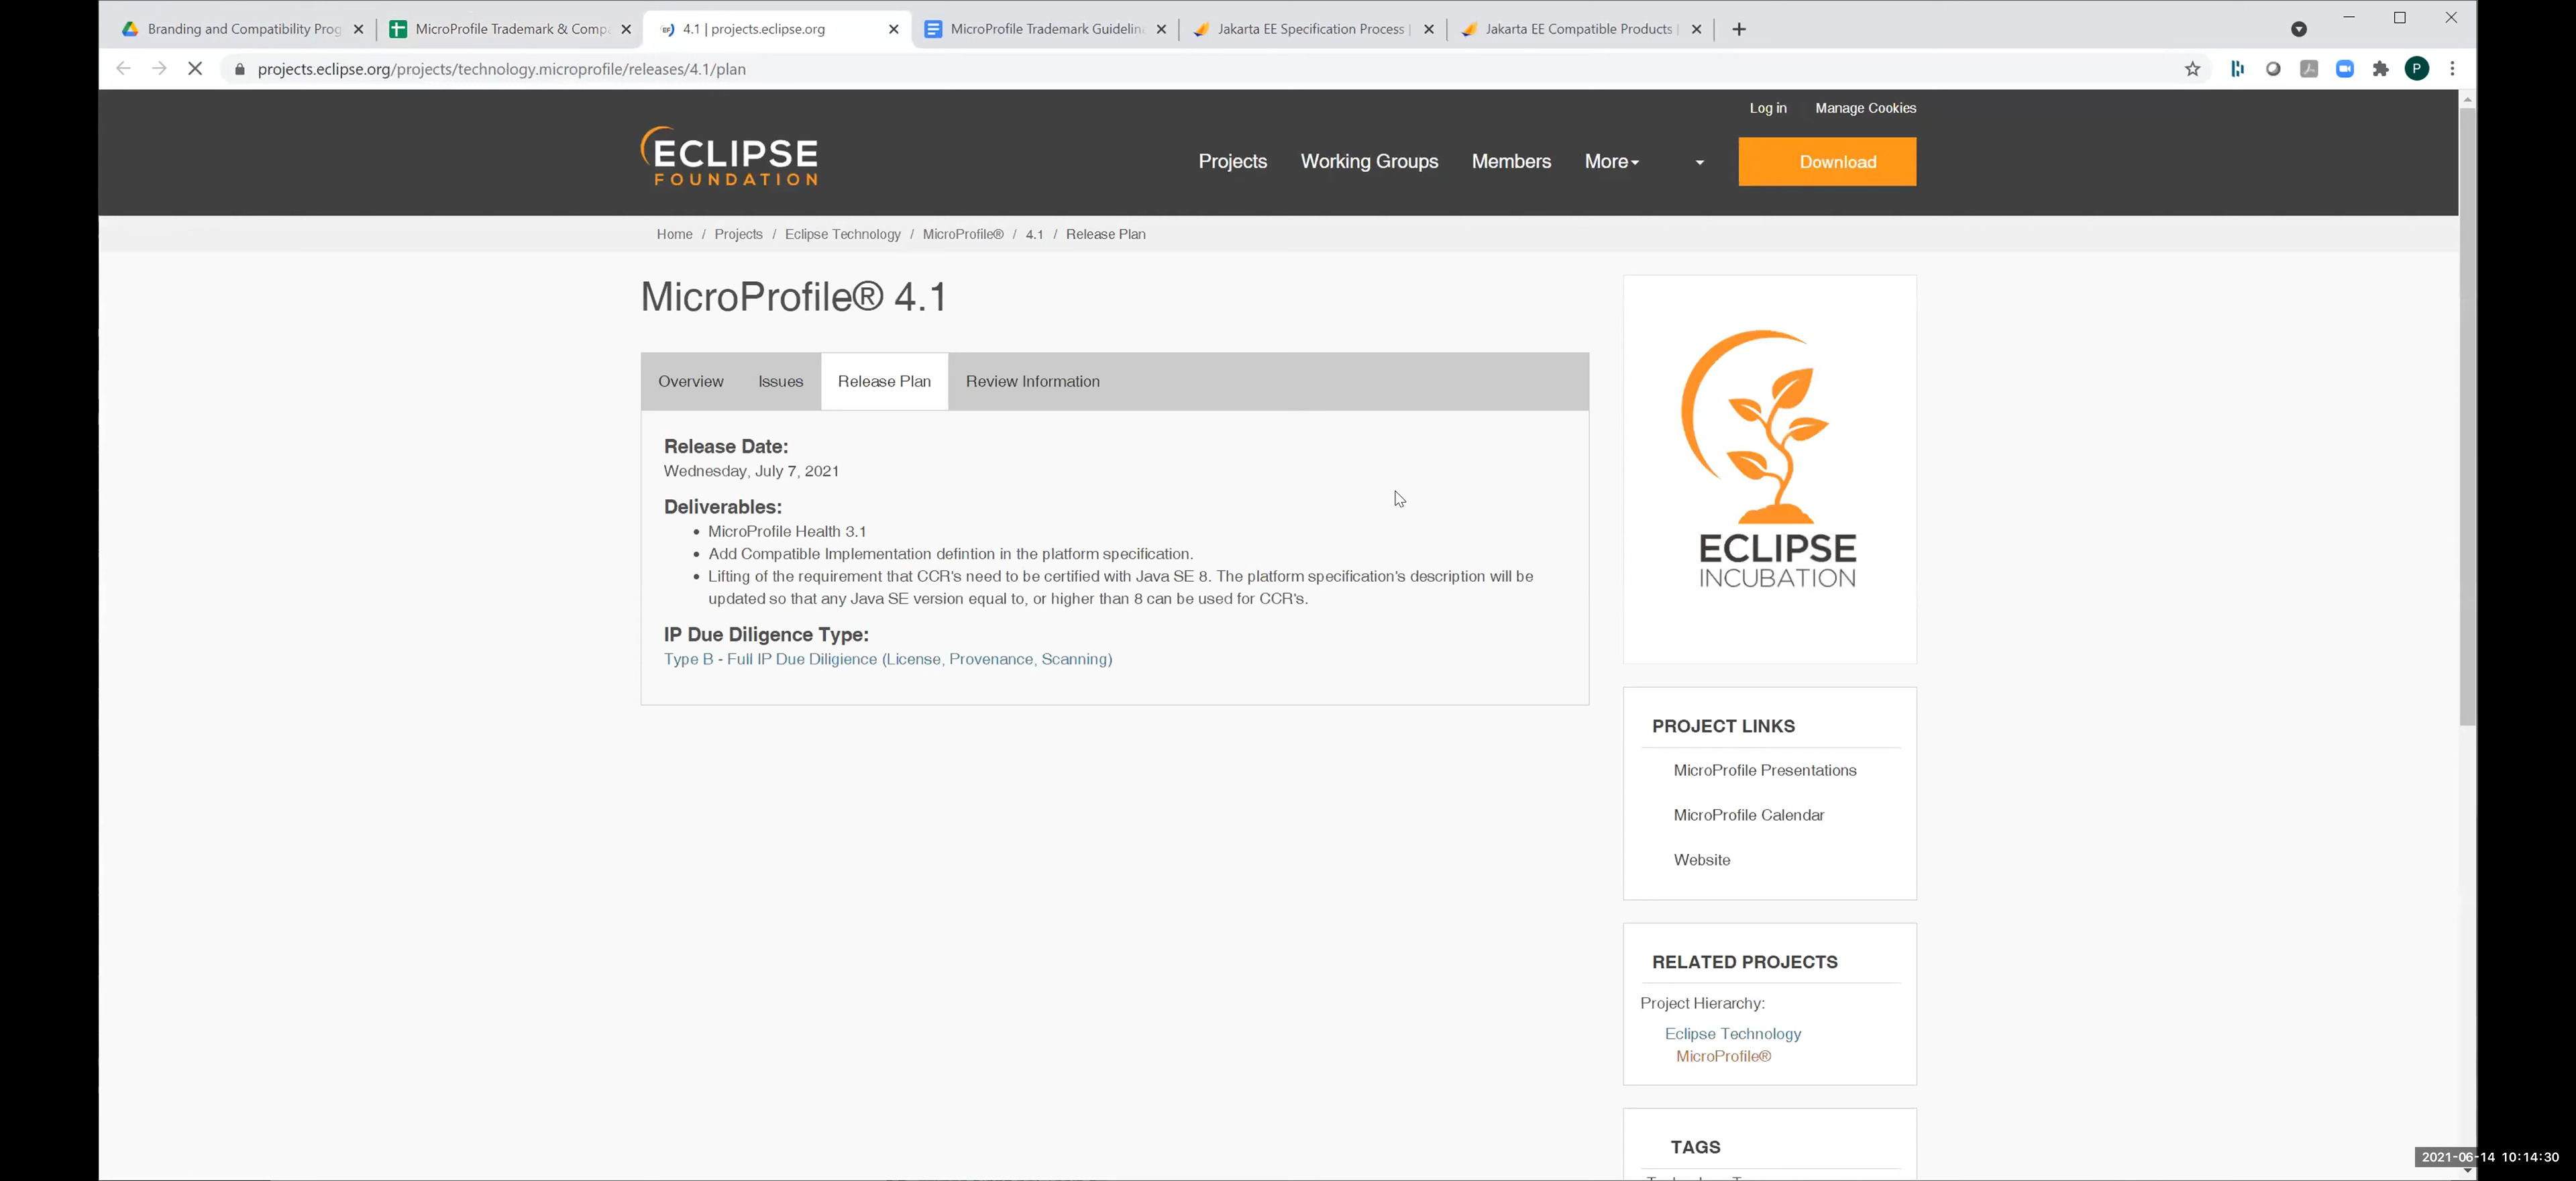 Branding and Compatibility Prog
MicroProfile Trademark & Comp
4.1 | projects.eclipse.org
MicroProfile Trademark Guidelin
Jakarta EE Specification Process |
Jakarta EE Compatible Products |
projects.eclipse.org/projects/technology.microprofile/releases/4.1/plan
P
Log in
Manage Cookies
ECLIPSE
FOUNDATION
Projects
Working Groups
Members
More
Download
Home / Projects / Eclipse Technology / MicroProfile® / 4.1 / Release Plan
MicroProfile® 4.1
Overview
Issues
Release Plan
Review Information
Release Date:
Wednesday, July 7, 2021
Deliverables:
• MicroProfile Health 3.1
• Add Compatible Implementation defintion in the platform specification.
• Lifting of the requirement that CCR's need to be certified with Java SE 8. The platform specification's description will be
updated so that any Java SE version equal to, or higher than 8 can be used for CCR's.
IP Due Diligence Type:
Type B - Full IP Due Diligience (License, Provenance, Scanning)
ECLIPSE
INCUBATION
PROJECT LINKS
MicroProfile Presentations
MicroProfile Calendar
Website
RELATED PROJECTS
Project Hierarchy:
Eclipse Technology
MicroProfile®
TAGS
2021-06-14 10:14:30